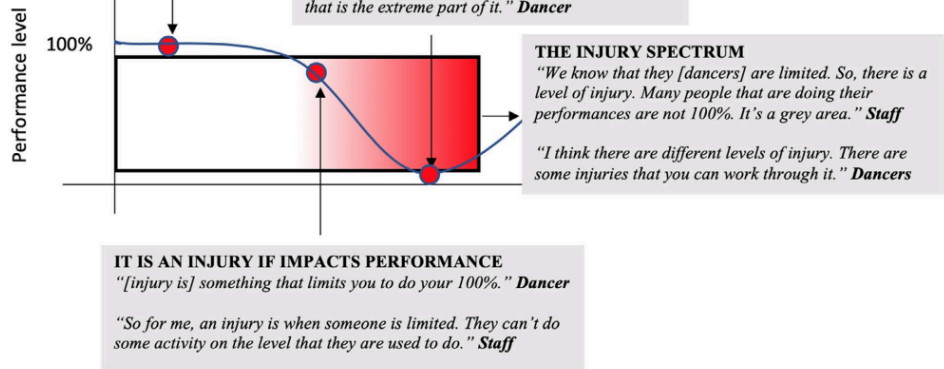 that is the extreme part of it.” Dancer
Performance level
100%
THE INJURY SPECTRUM
“We know that they [dancers] are limited. So, there is a
level of injury. Many people that are doing their
performances are not 100%. It’s a grey area.” Staff
“I think there are different levels of injury. There are
some injuries that you can work through it.” Dancers
IT IS AN INJURY IF IMPACTS PERFORMANCE
“[injury is] something that limits you to do your 100%.” Dancer
“So for me, an injury is when someone is limited. They can’t do
some activity on the level that they are used to do.” Staff